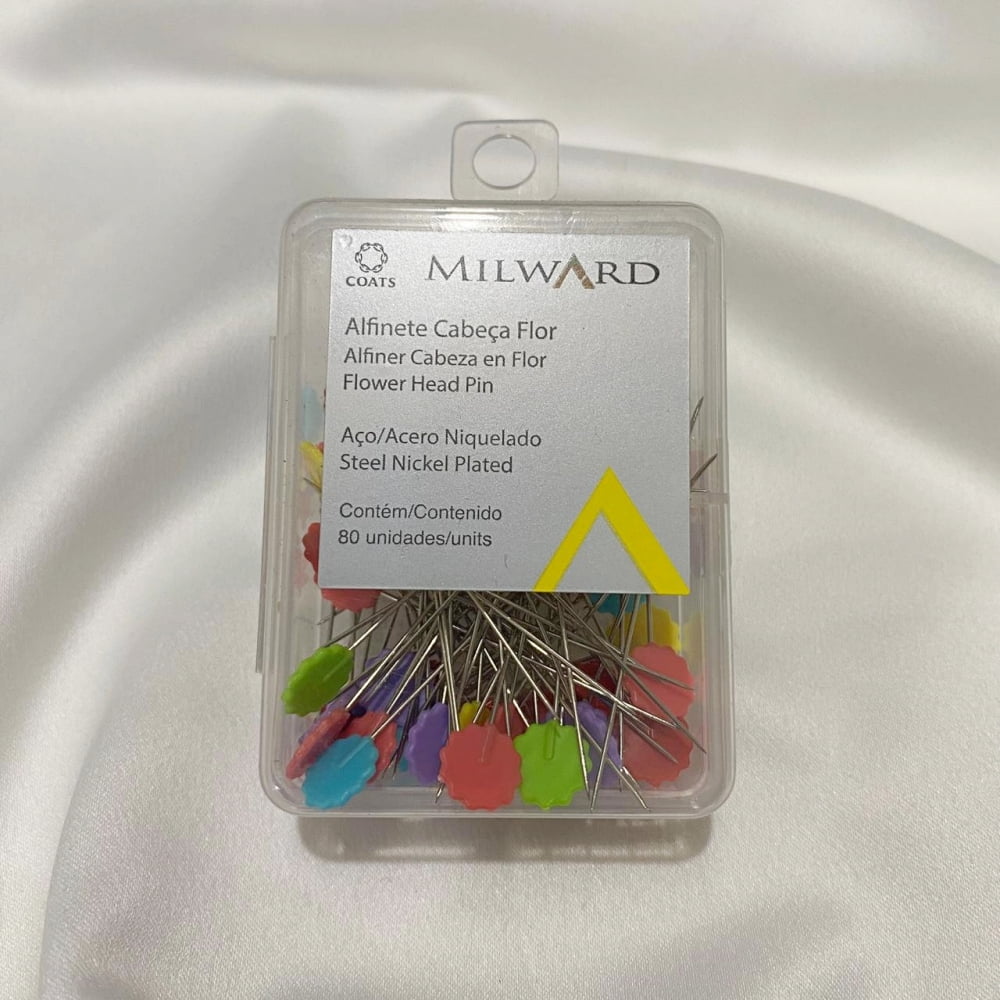 COATS
MILWARD
Alfinete Cabeça Flor
Alfiner Cabeza en Flor
Flower Head Pin
Aço/Acero Niquelado
Steel Nickel Plated
Contém/Contenido
80 unidades/units